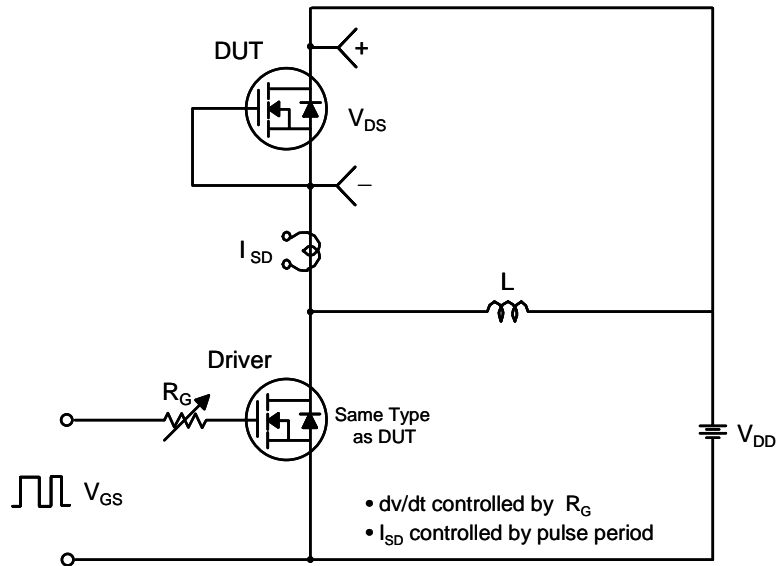 DUT
+
V_DS
−
I_SD
L
Driver
R_G
Same Type
as DUT
V_DD
V_GS
• dv/dt controlled by R_G
• I_SD controlled by pulse period